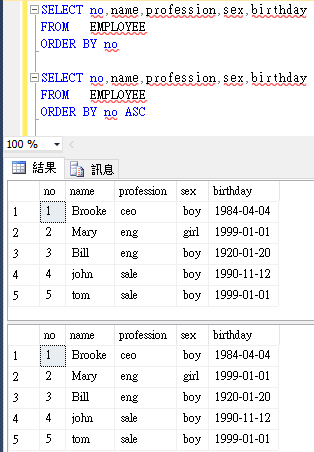 SELECT no,name,profession,sex,birthday
FROM EMPLOYEE
ORDER BY no
SELECT no,name,profession,sex,birthday
FROM EMPLOYEE
ORDER BY no ASC
100 %
結果 訊息
no name profession sex birthday
1 1 Brooke ceo boy 1984-04-04
2 2 Mary eng girl 1999-01-01
3 3 Bill eng boy 1920-01-20
4 4 john sale boy 1990-11-12
5 5 tom sale boy 1999-01-01
no name profession sex birthday
1 1 Brooke ceo boy 1984-04-04
2 2 Mary eng girl 1999-01-01
3 3 Bill eng boy 1920-01-20
4 4 john sale boy 1990-11-12
5 5 tom sale boy 1999-01-01